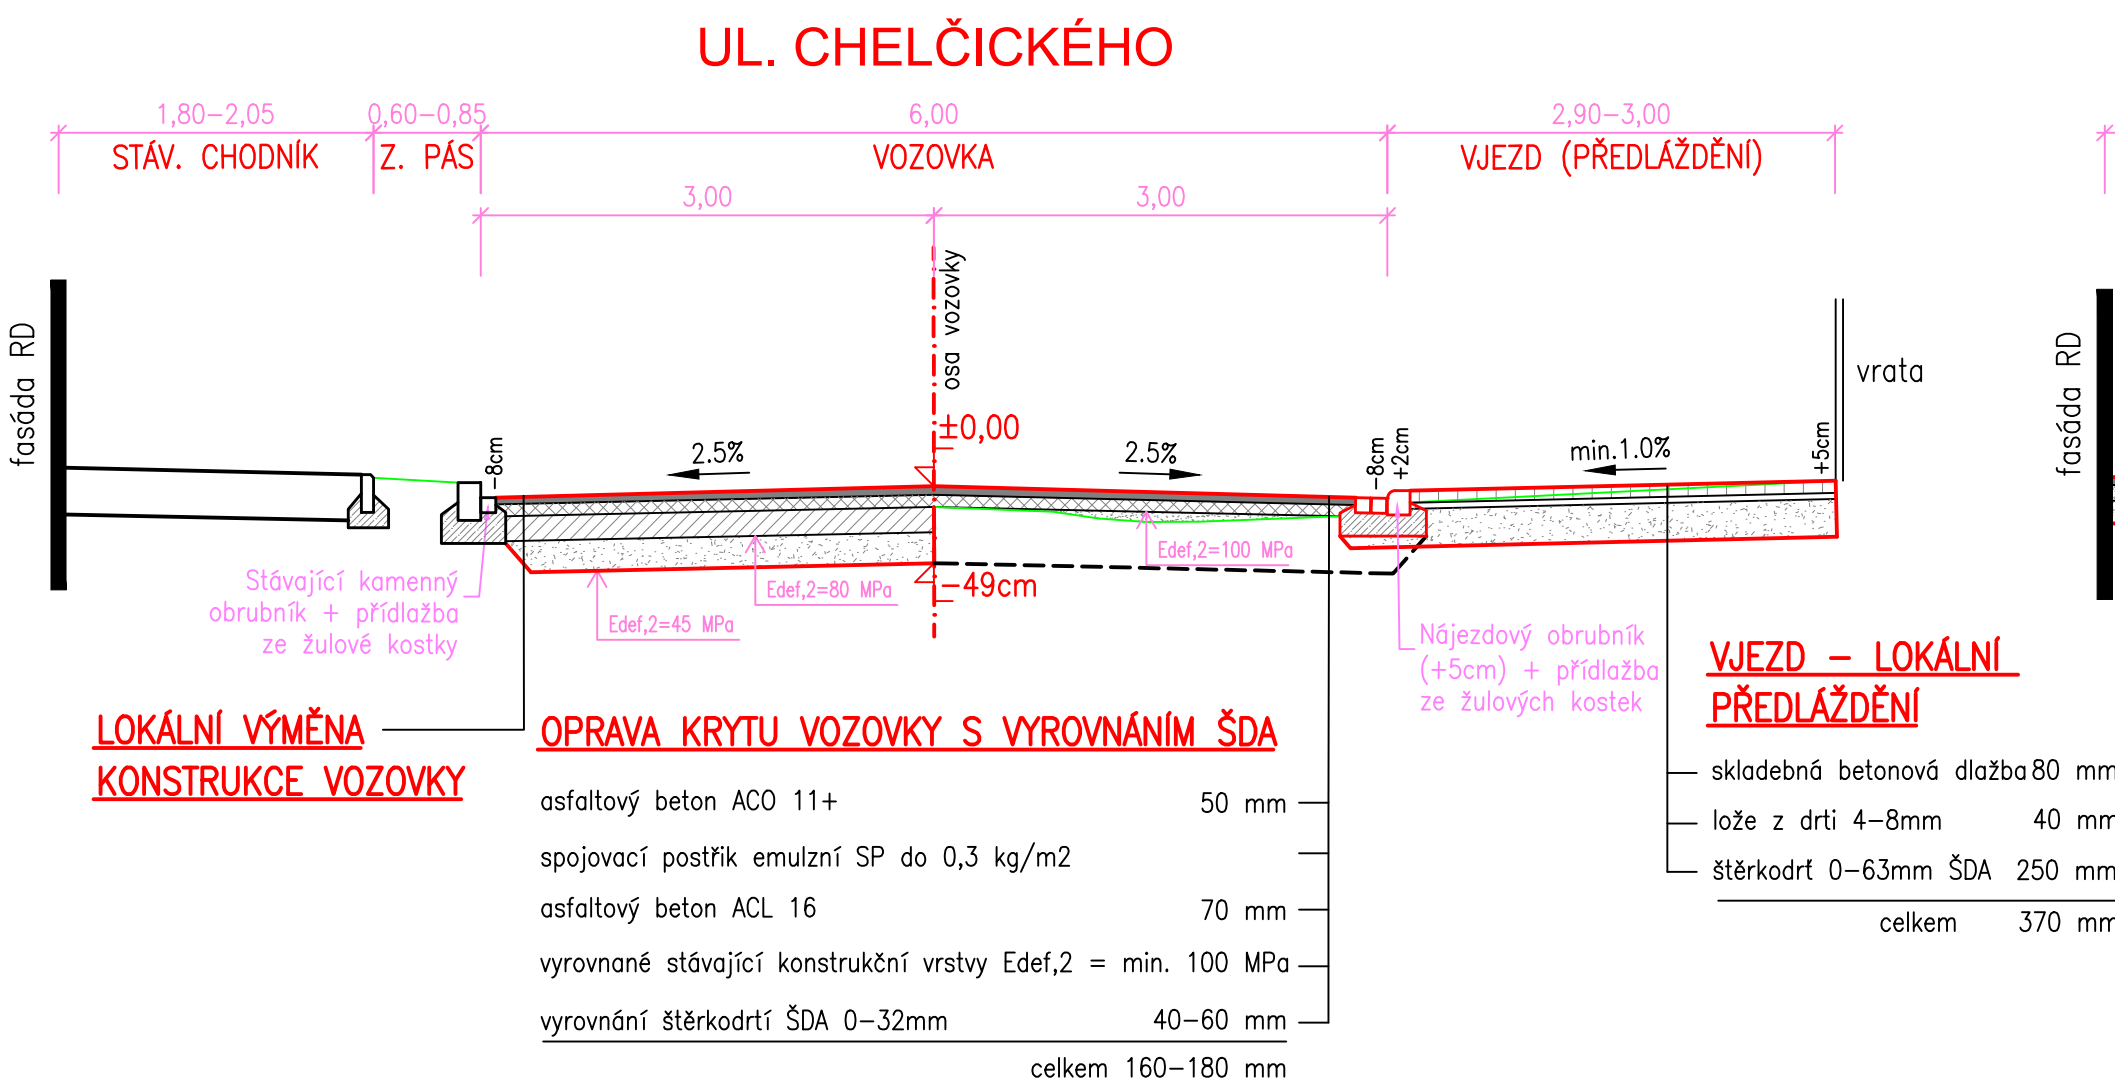 UL. CHELČICKÉHO
1,80–2,05
0,60–0,85
6,00
2,90–3,00
STÁV. CHODNÍK
Z. PÁS
VOZOVKA
VJEZD (PŘEDLÁŽDĚNÍ)
3,00
3,00
osa vozovky
fasáda RD
fasáda RD
vrata
±0,00
2.5%
2.5%
min.1.0%
–8cm
–8cm
+2cm
+5cm
Edef,2=100 MPa
Edef,2=80 MPa
Edef,2=45 MPa
–49cm
Stávající kamenný
obrubník + přídlažba
ze žulové kostky
Nájezdový obrubník
(+5cm) + přídlažba
ze žulových kostek
LOKÁLNÍ VÝMĚNA
KONSTRUKCE VOZOVKY
OPRAVA KRYTU VOZOVKY S VYROVNÁNÍM ŠDA
asfaltový beton ACO 11+ 50 mm
spojovací postřik emulzní SP do 0,3 kg/m2
asfaltový beton ACL 16 70 mm
vyrovnané stávající konstrukční vrstvy Edef,2 = min. 100 MPa
vyrovnání štěrkodrtí ŠDA 0–32mm 40–60 mm
celkem 160–180 mm
VJEZD – LOKÁLNÍ
PŘEDLÁŽDĚNÍ
skladebná betonová dlažba 80 mm
lože z drti 4–8mm 40 mm
štěrkodrť 0–63mm ŠDA 250 mm
celkem 370 mm